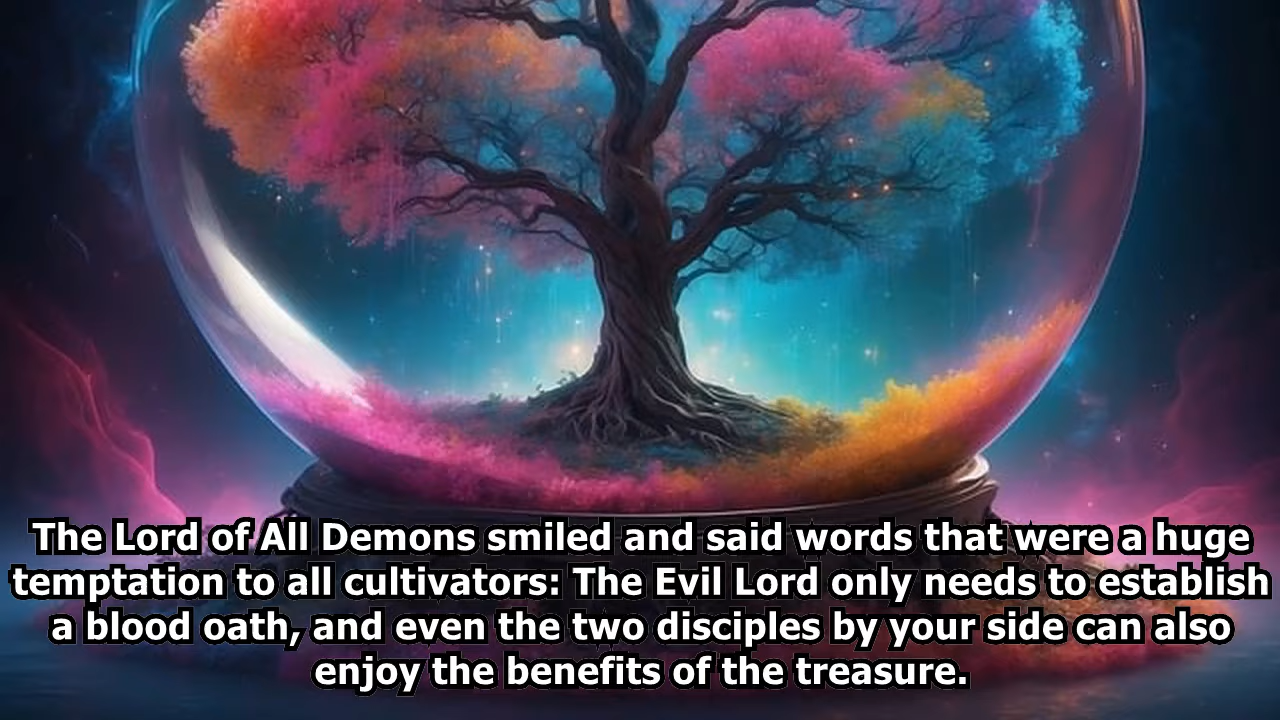 The Lord of All Demons smiled and said words that were a huge
temptation to all cultivators: The Evil Lord only needs to establish
a blood oath, and even the two disciples by your side can also
enjoy the benefits of the treasure.